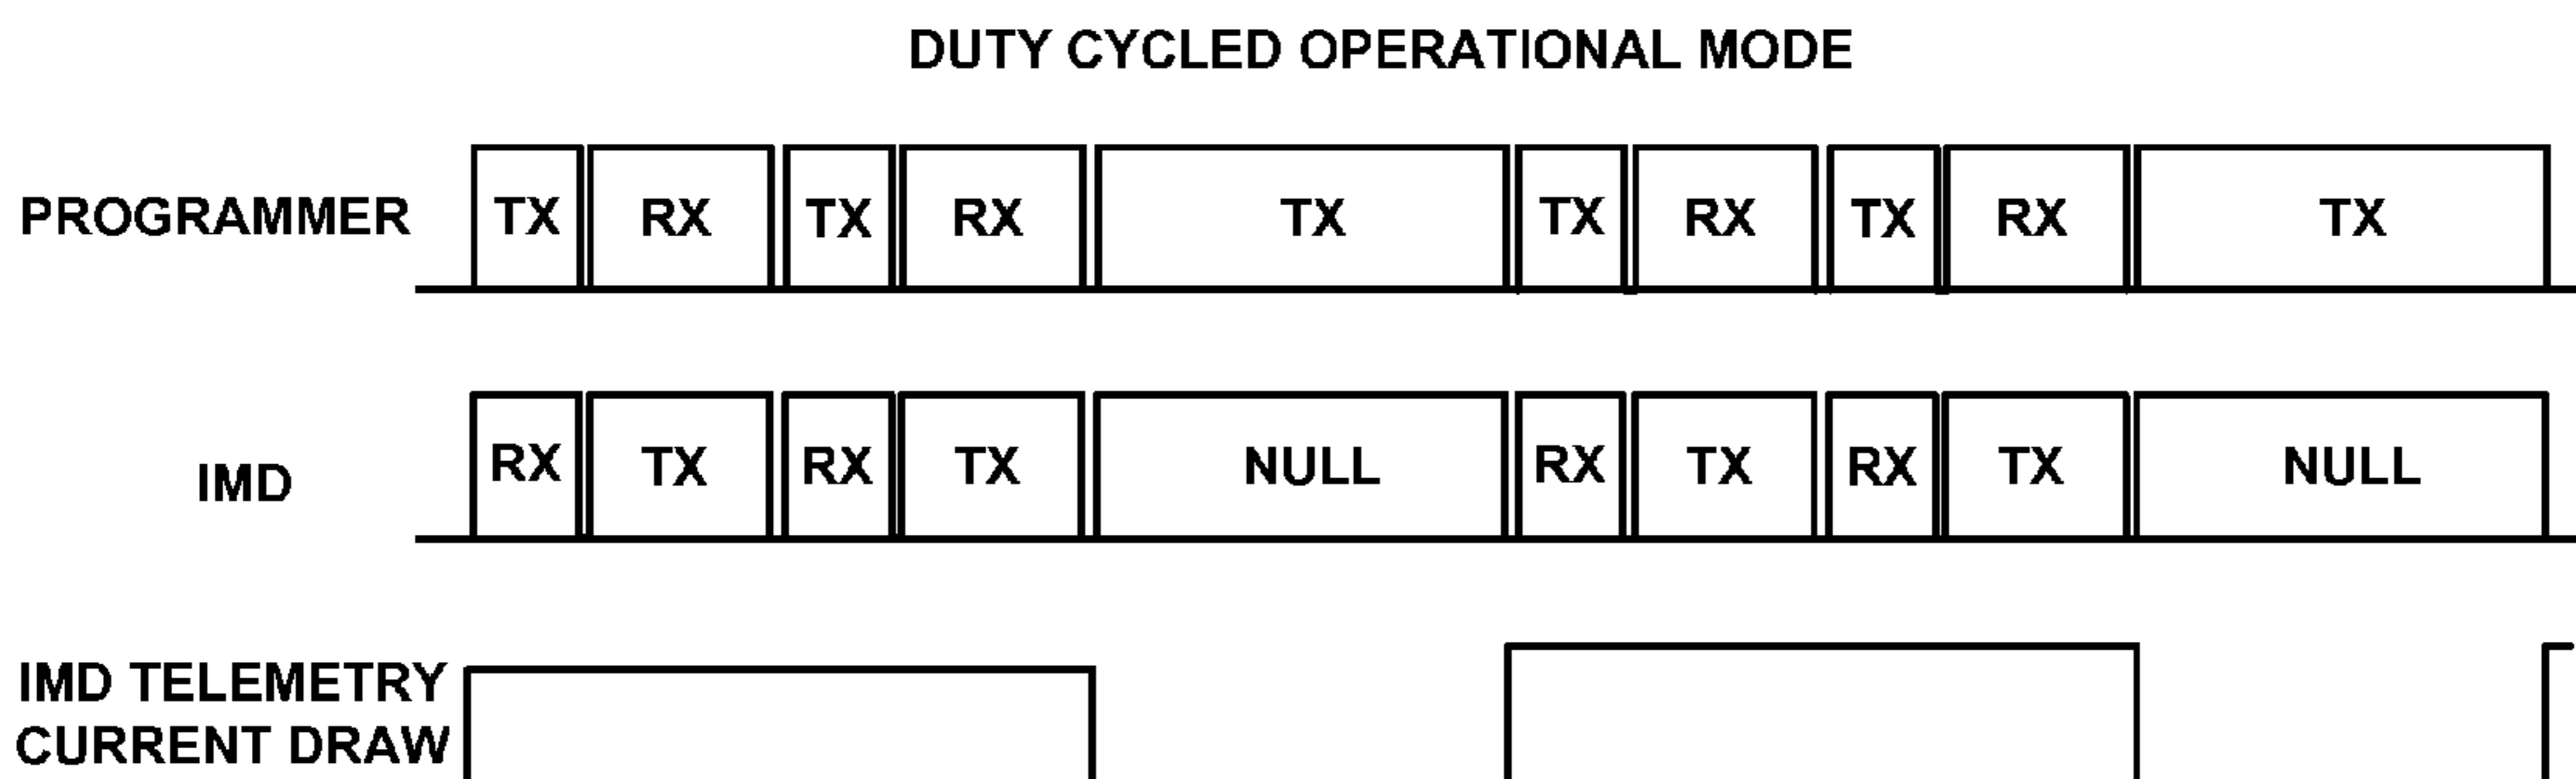 DUTY CYCLED OPERATIONAL MODE
PROGRAMMER TX RX TX RX TX TX RX TX RX TX
IMD RX TX RX TX NULL RX TX RX TX NULL
IMD TELEMETRY
CURRENT DRAW